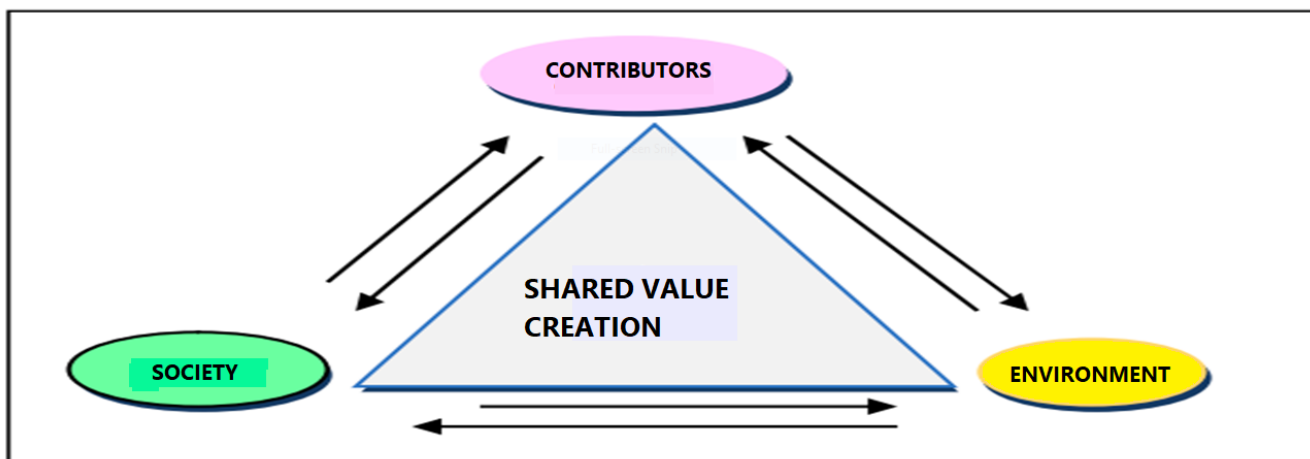 CONTRIBUTORS
SHARED VALUE
CREATION
SOCIETY
ENVIRONMENT